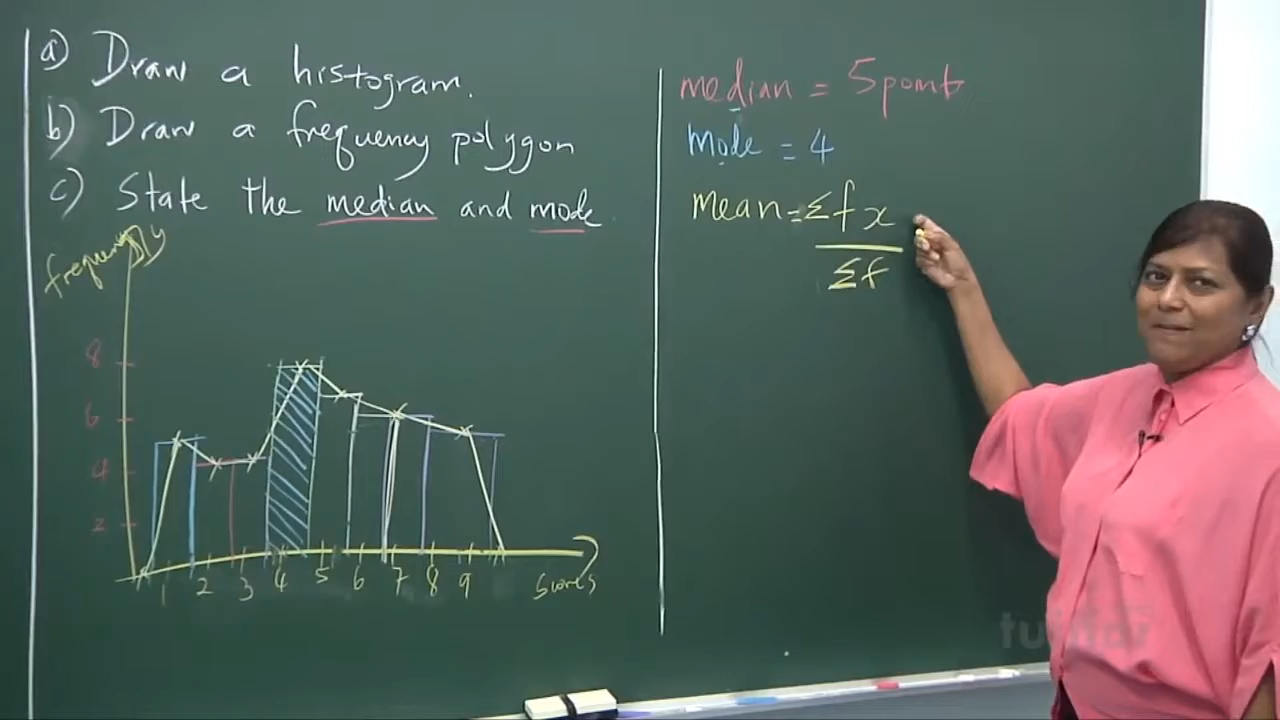 a) Draw a histogram.
b) Draw a frequency polygon
c) State the median and mode.
frequency
y
8
6
4
2
1 2 3 4 5 6 7 8 9
Scores
median = 5 points
Mode = 4
Mean = Σfx
Σf